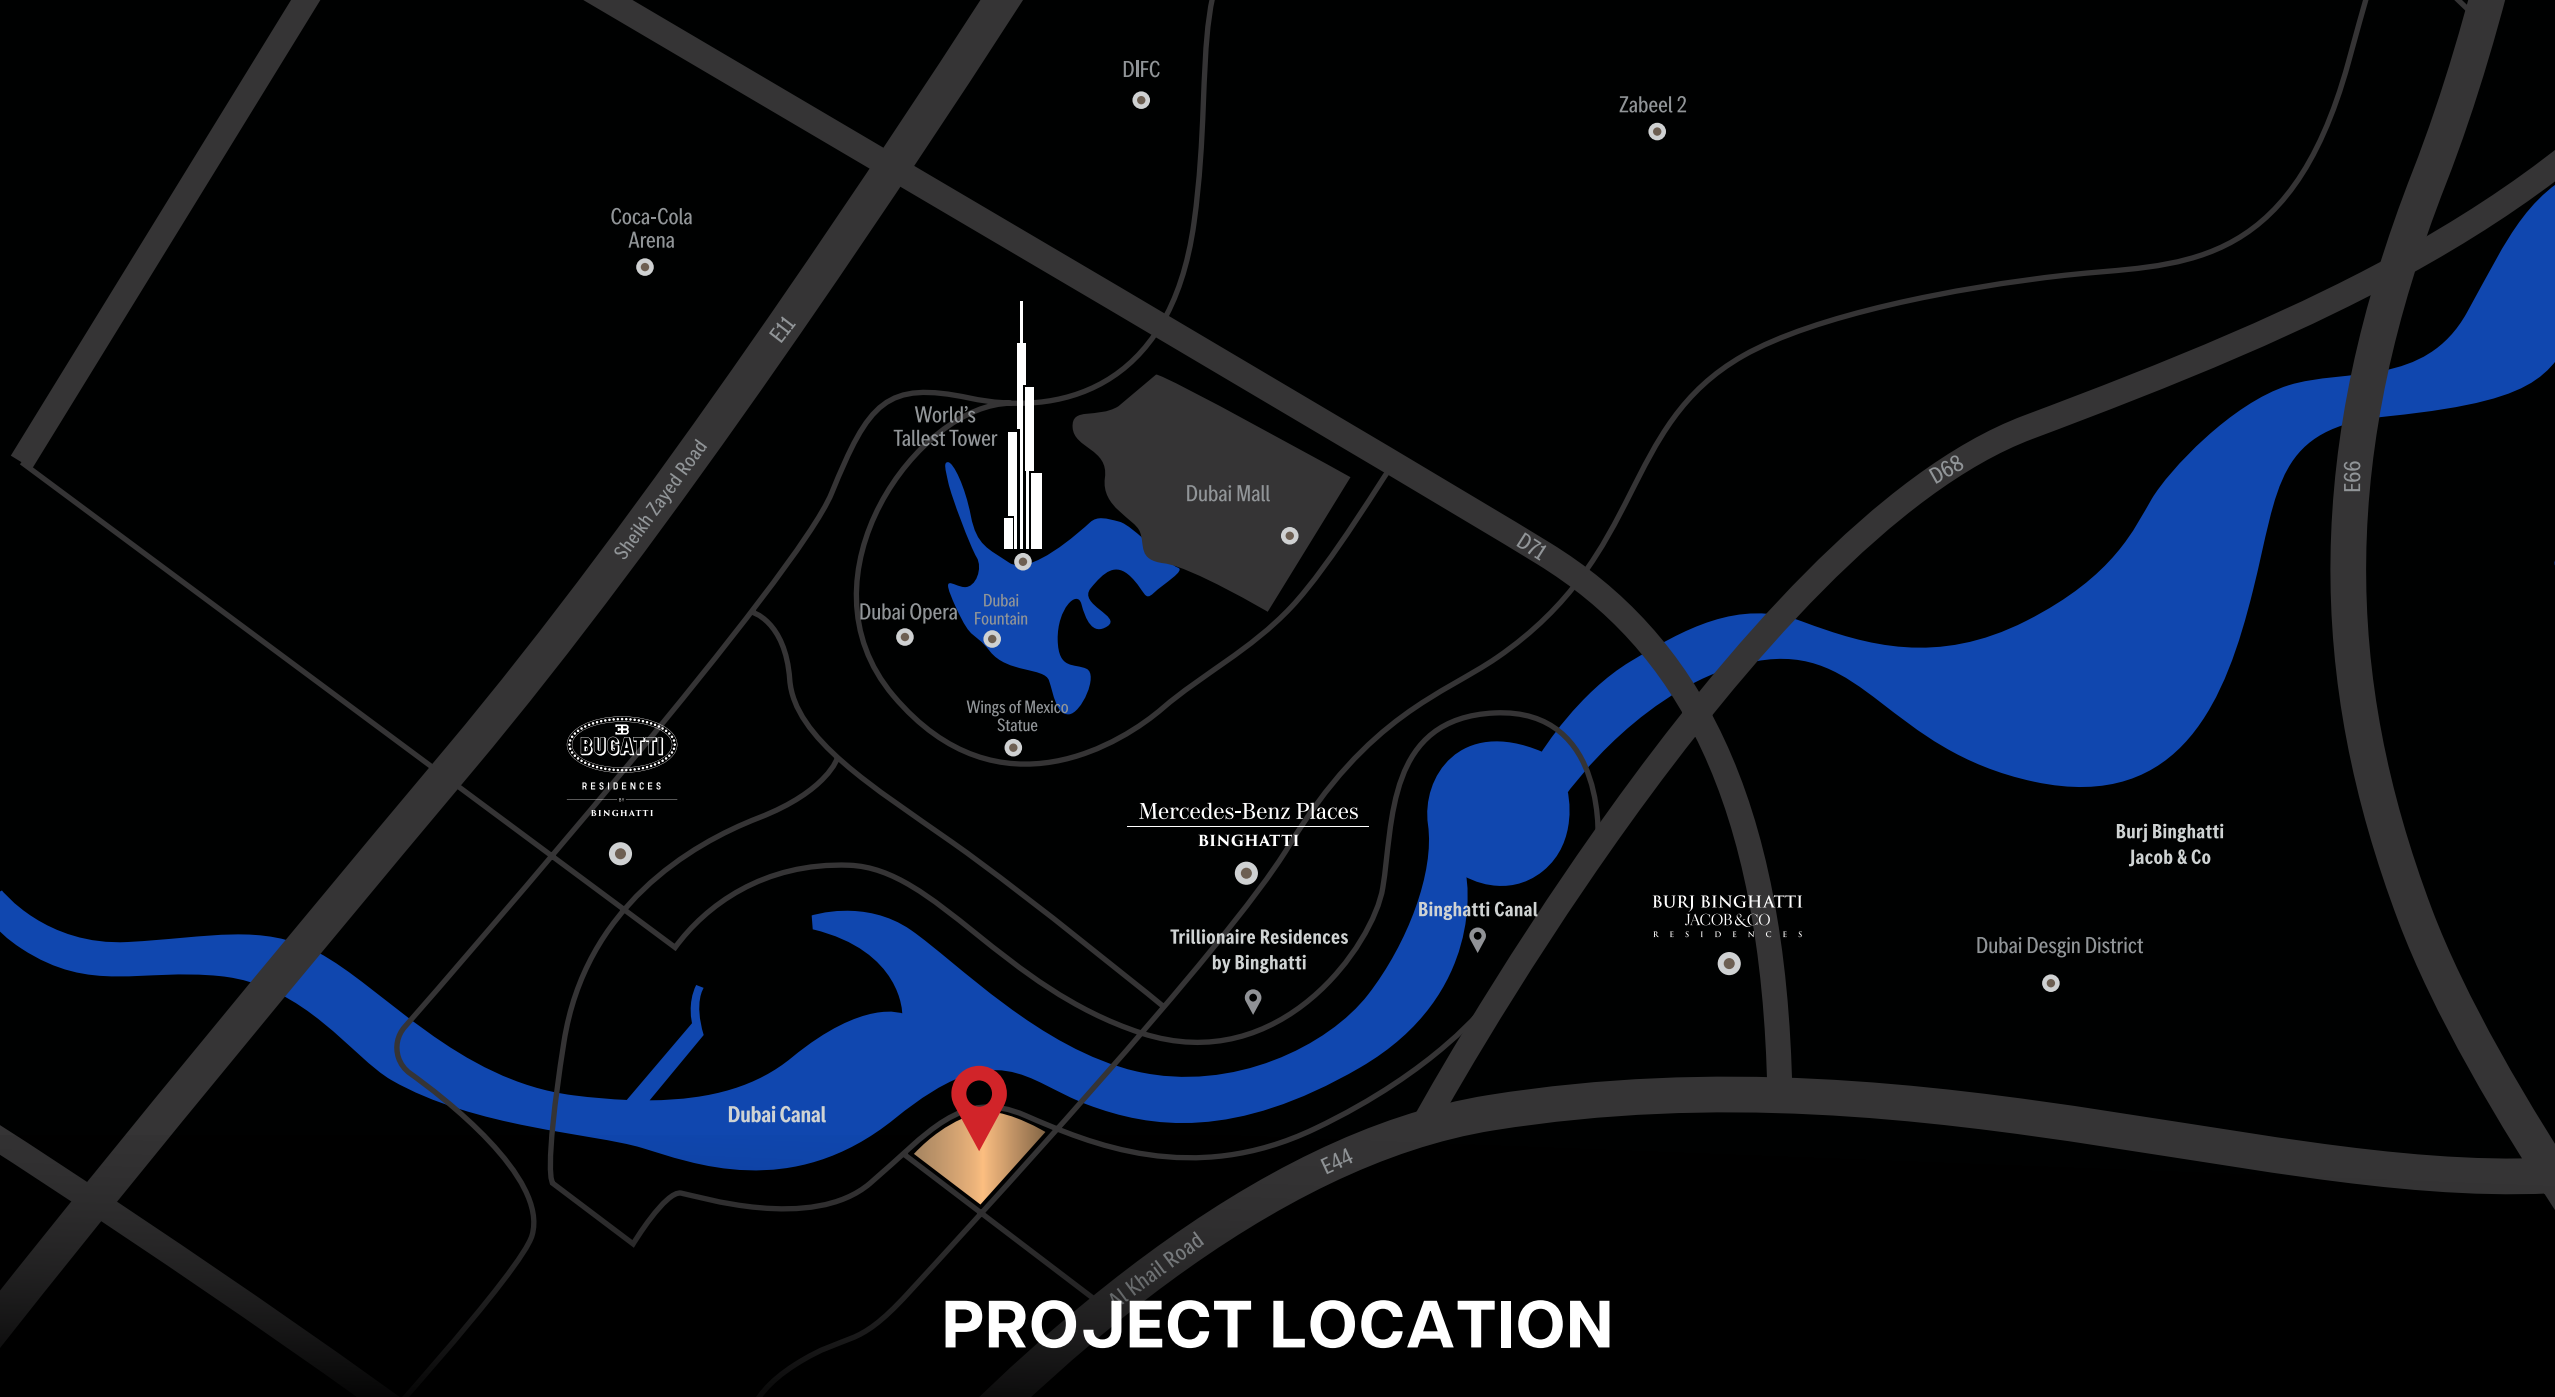 DIFC
Zabeel 2
Coca-Cola
Arena
E11
World's
Tallest Tower
Sheikh Zayed Road
Dubai Mall
D71
D68
E66
Dubai Opera
Dubai
Fountain
Wings of Mexico
Statue
EB
BUGATTI
RESIDENCES
BY
BINGHATTI
Mercedes-Benz Places
BINGHATTI
Burj Binghatti
Jacob & Co
Binghatti Canal
BURJ BINGHATTI
JACOB&CO
RESIDENCES
Trillionaire Residences
by Binghatti
Dubai Desgin District
Dubai Canal
E44
Al Khail Road
PROJECT LOCATION